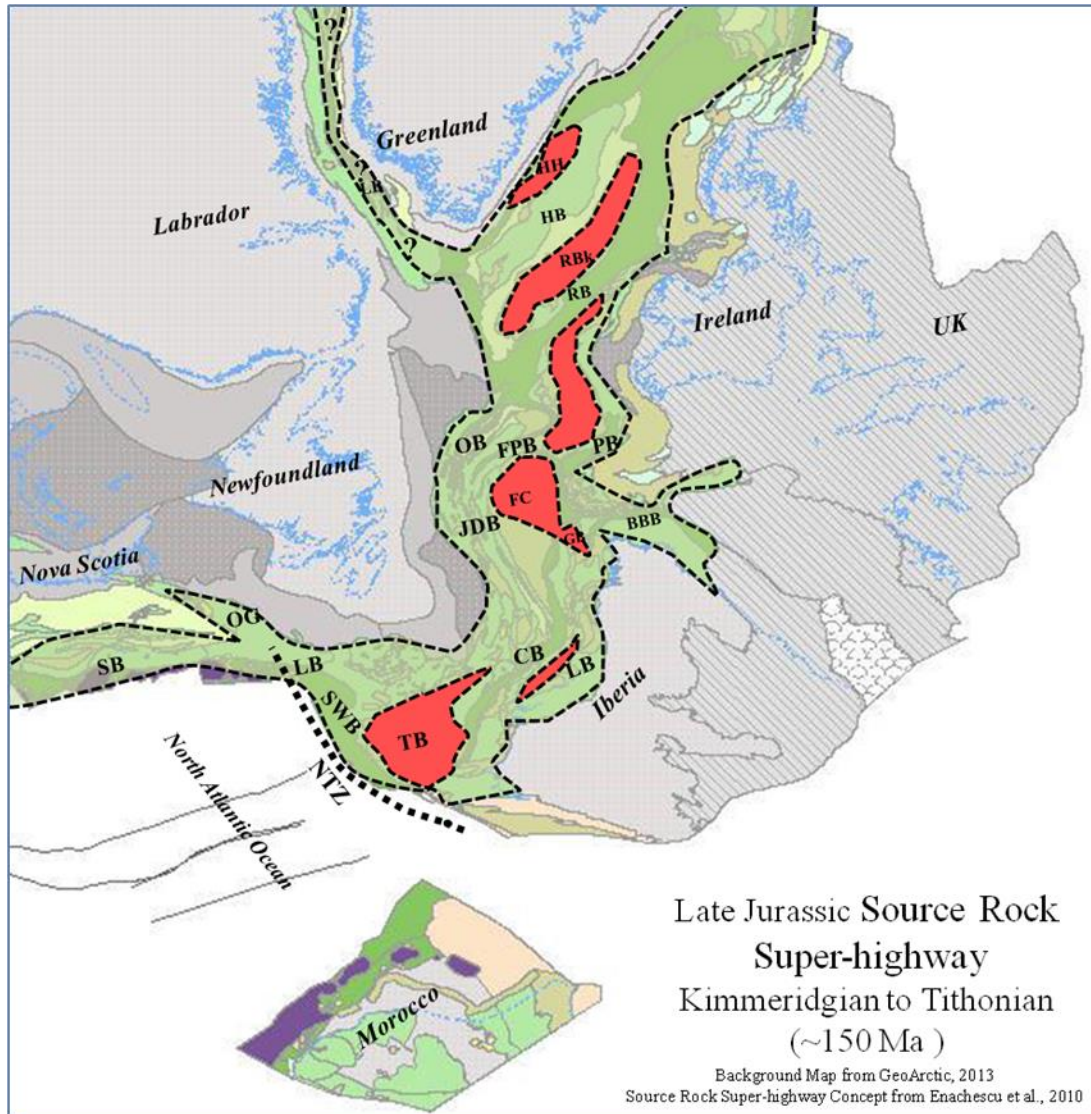 ?
Greenland
HH
?
LB
Labrador
HB
?
RBk
RB
Ireland
UK
OB
FPB
PB
Newfoundland
FC
JDB
BBB
GB
Nova Scotia
OG
CB
LB
SB
LB
SWB
Iberia
TB
NTZ
North Atlantic Ocean
Morocco
Late Jurassic Source Rock
Super-highway
Kimmeridgian to Tithonian
(~150 Ma )
Background Map from GeoArctic, 2013
Source Rock Super-highway Concept from Enachescu et al., 2010